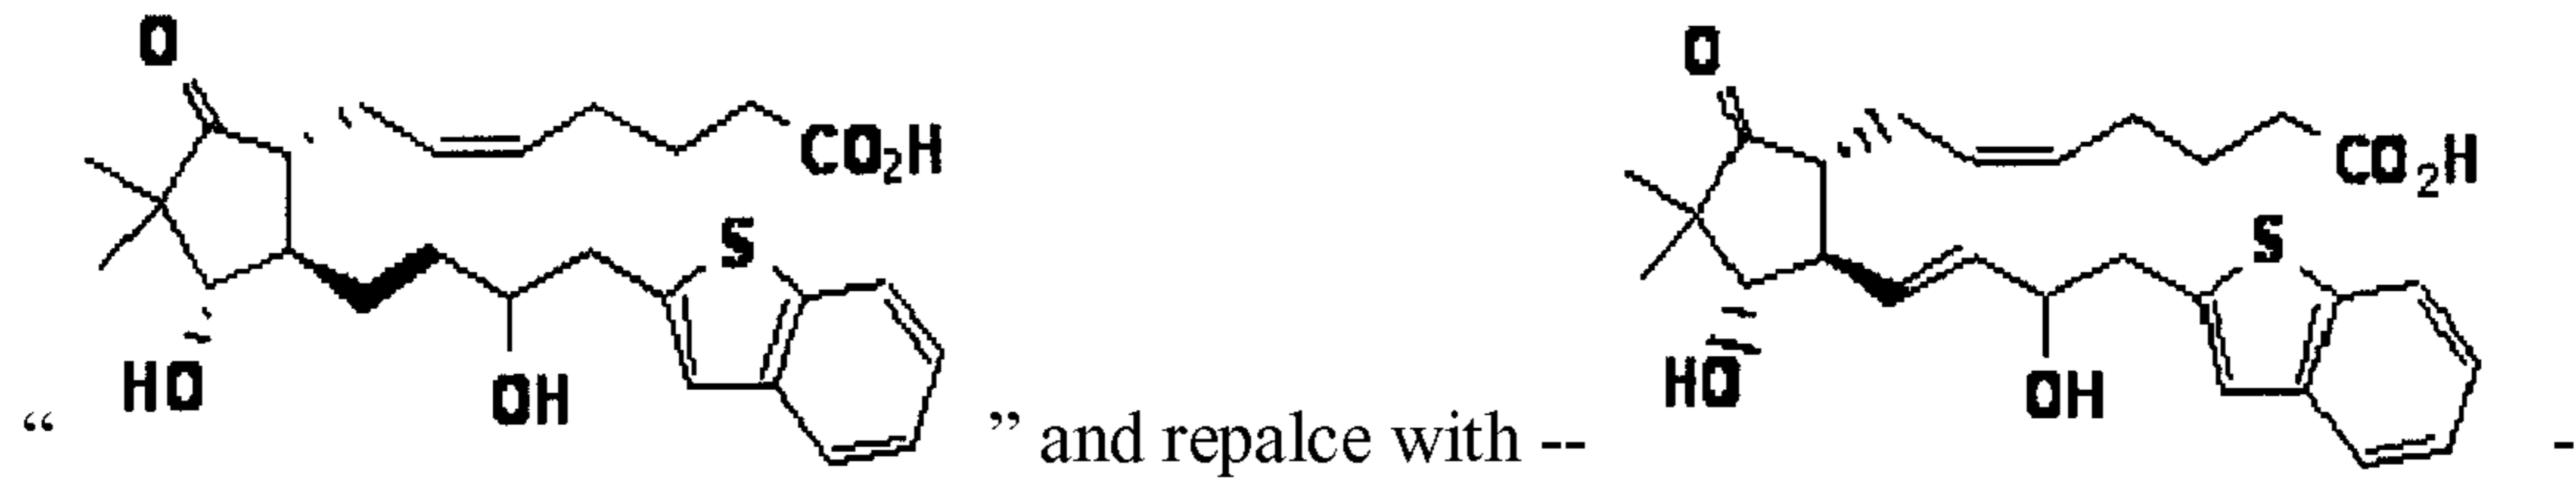 O
O
CO₂H
CO₂H
S
S
HO
OH
HO
OH
“ ” and repalce with -- -